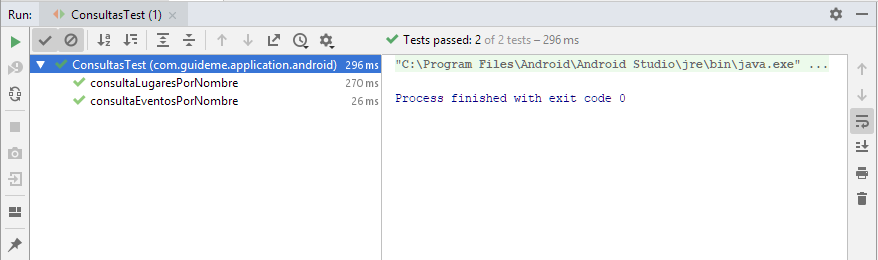 Run: ConsultasTest (1)
Tests passed: 2 of 2 tests – 296 ms
ConsultasTest (com.guideme.application.android) 296 ms
consultaLugaresPorNombre 270 ms
consultaEventosPorNombre 26 ms
"C:\Program Files\Android\Android Studio\jre\bin\java.exe" ...
Process finished with exit code 0